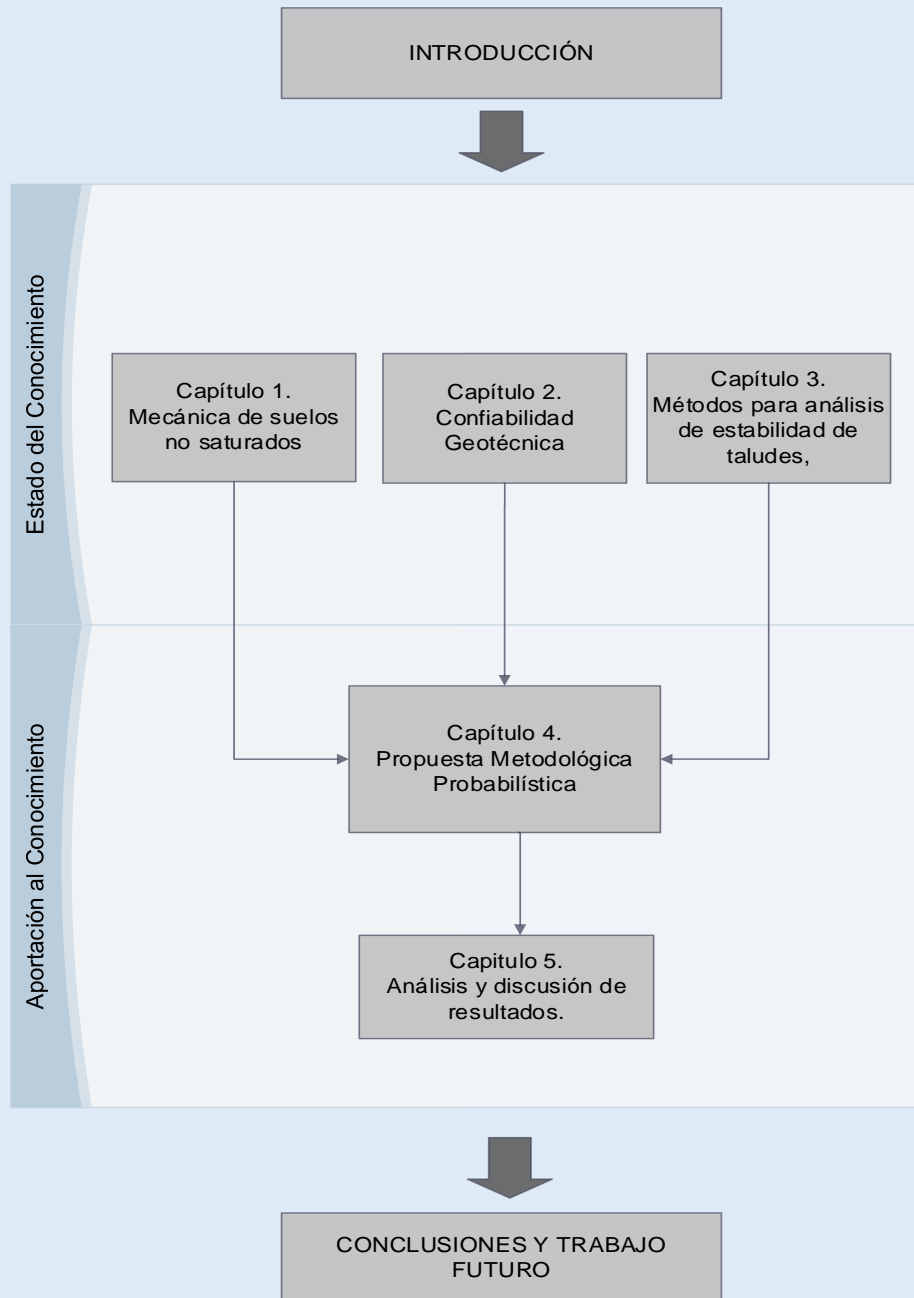 INTRODUCCIÓN
Estado del Conocimiento
Capítulo 1.
Mecánica de suelos
no saturados
Capítulo 2.
Confiabilidad
Geotécnica
Capítulo 3.
Métodos para análisis
de estabilidad de
taludes,
Aportación al Conocimiento
Capítulo 4.
Propuesta Metodológica
Probabilística
Capitulo 5.
Análisis y discusión de
resultados.
CONCLUSIONES Y TRABAJO
FUTURO